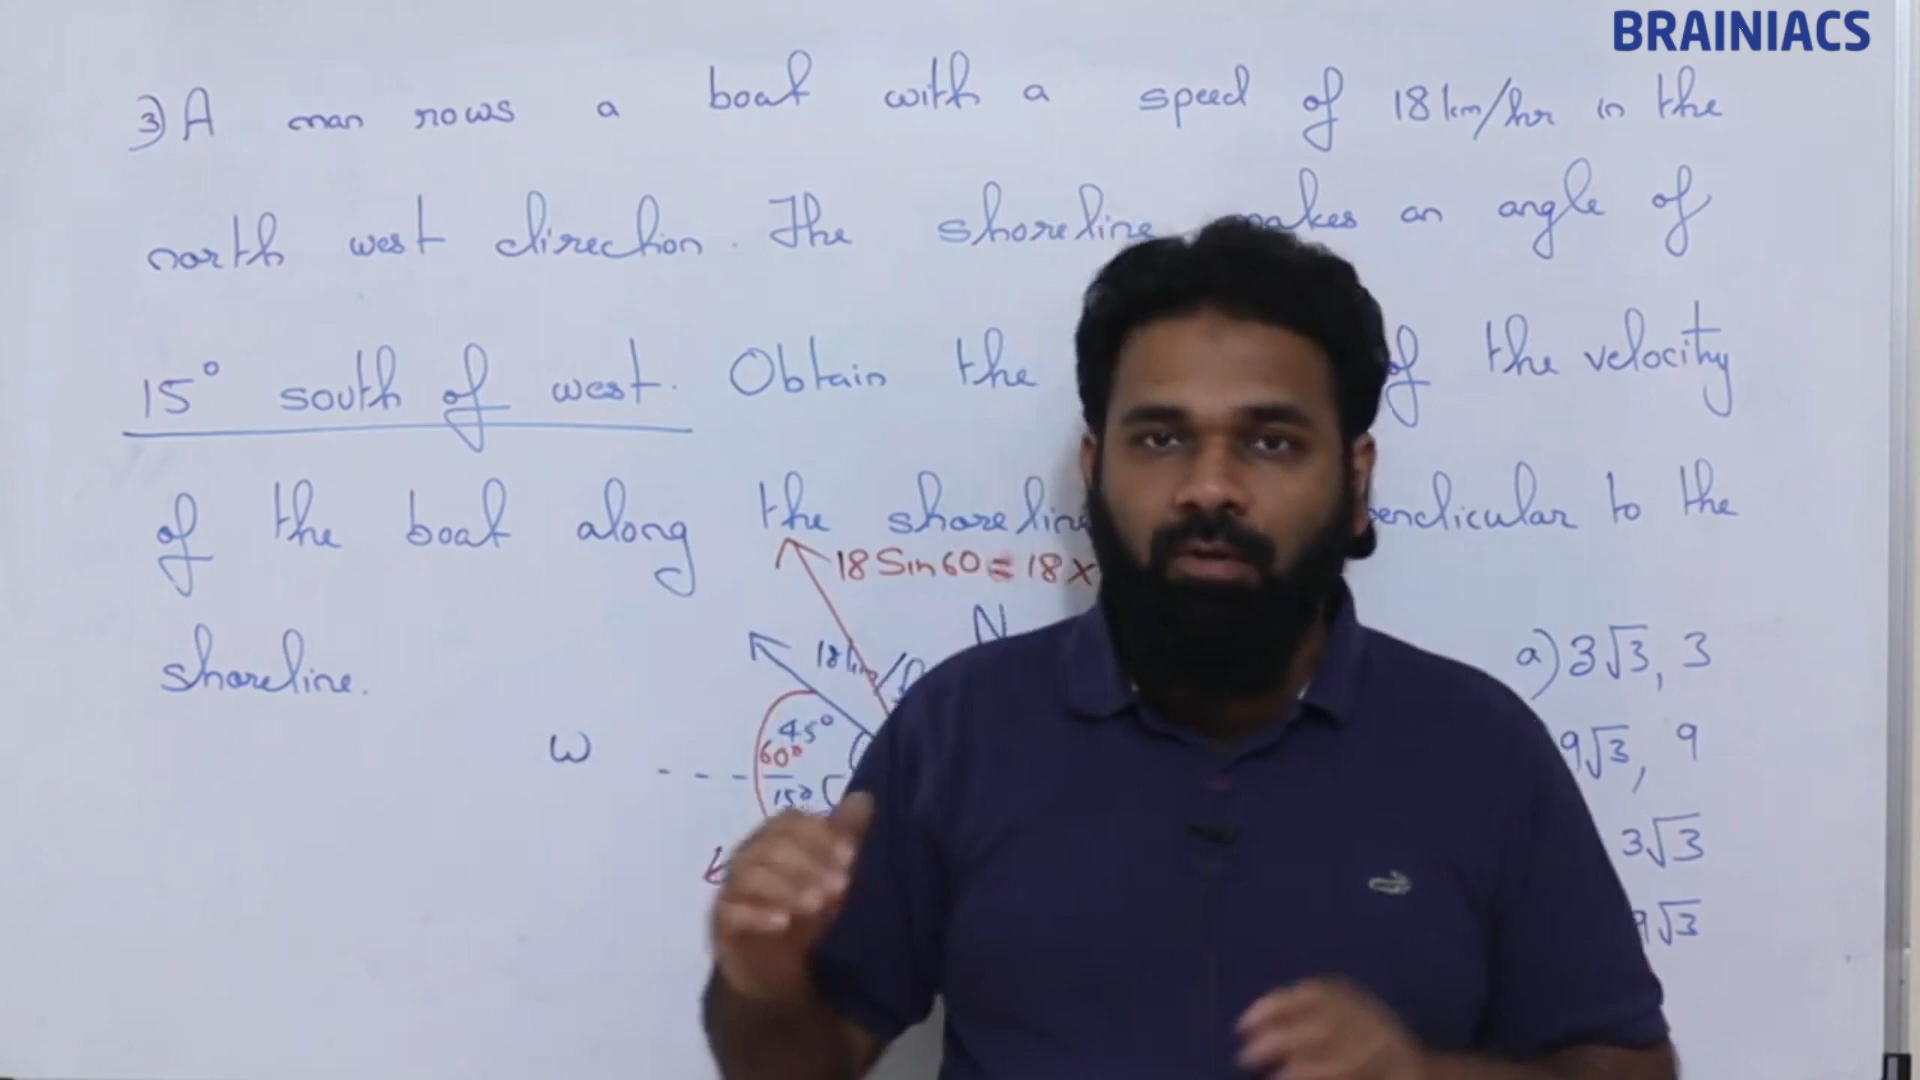 BRAINIACS
3) A man rows a boat with a speed of 18 km/hr in the
north west direction. The shoreline makes an angle of
15° south of west. Obtain the of the velocity
of the boat along the shoreline to the
shoreline.
18 Sin 60 = 18 ×
N
18 km/
45°
60°
15°
W
a) 3√3, 3
9√3, 9
3√3
9√3